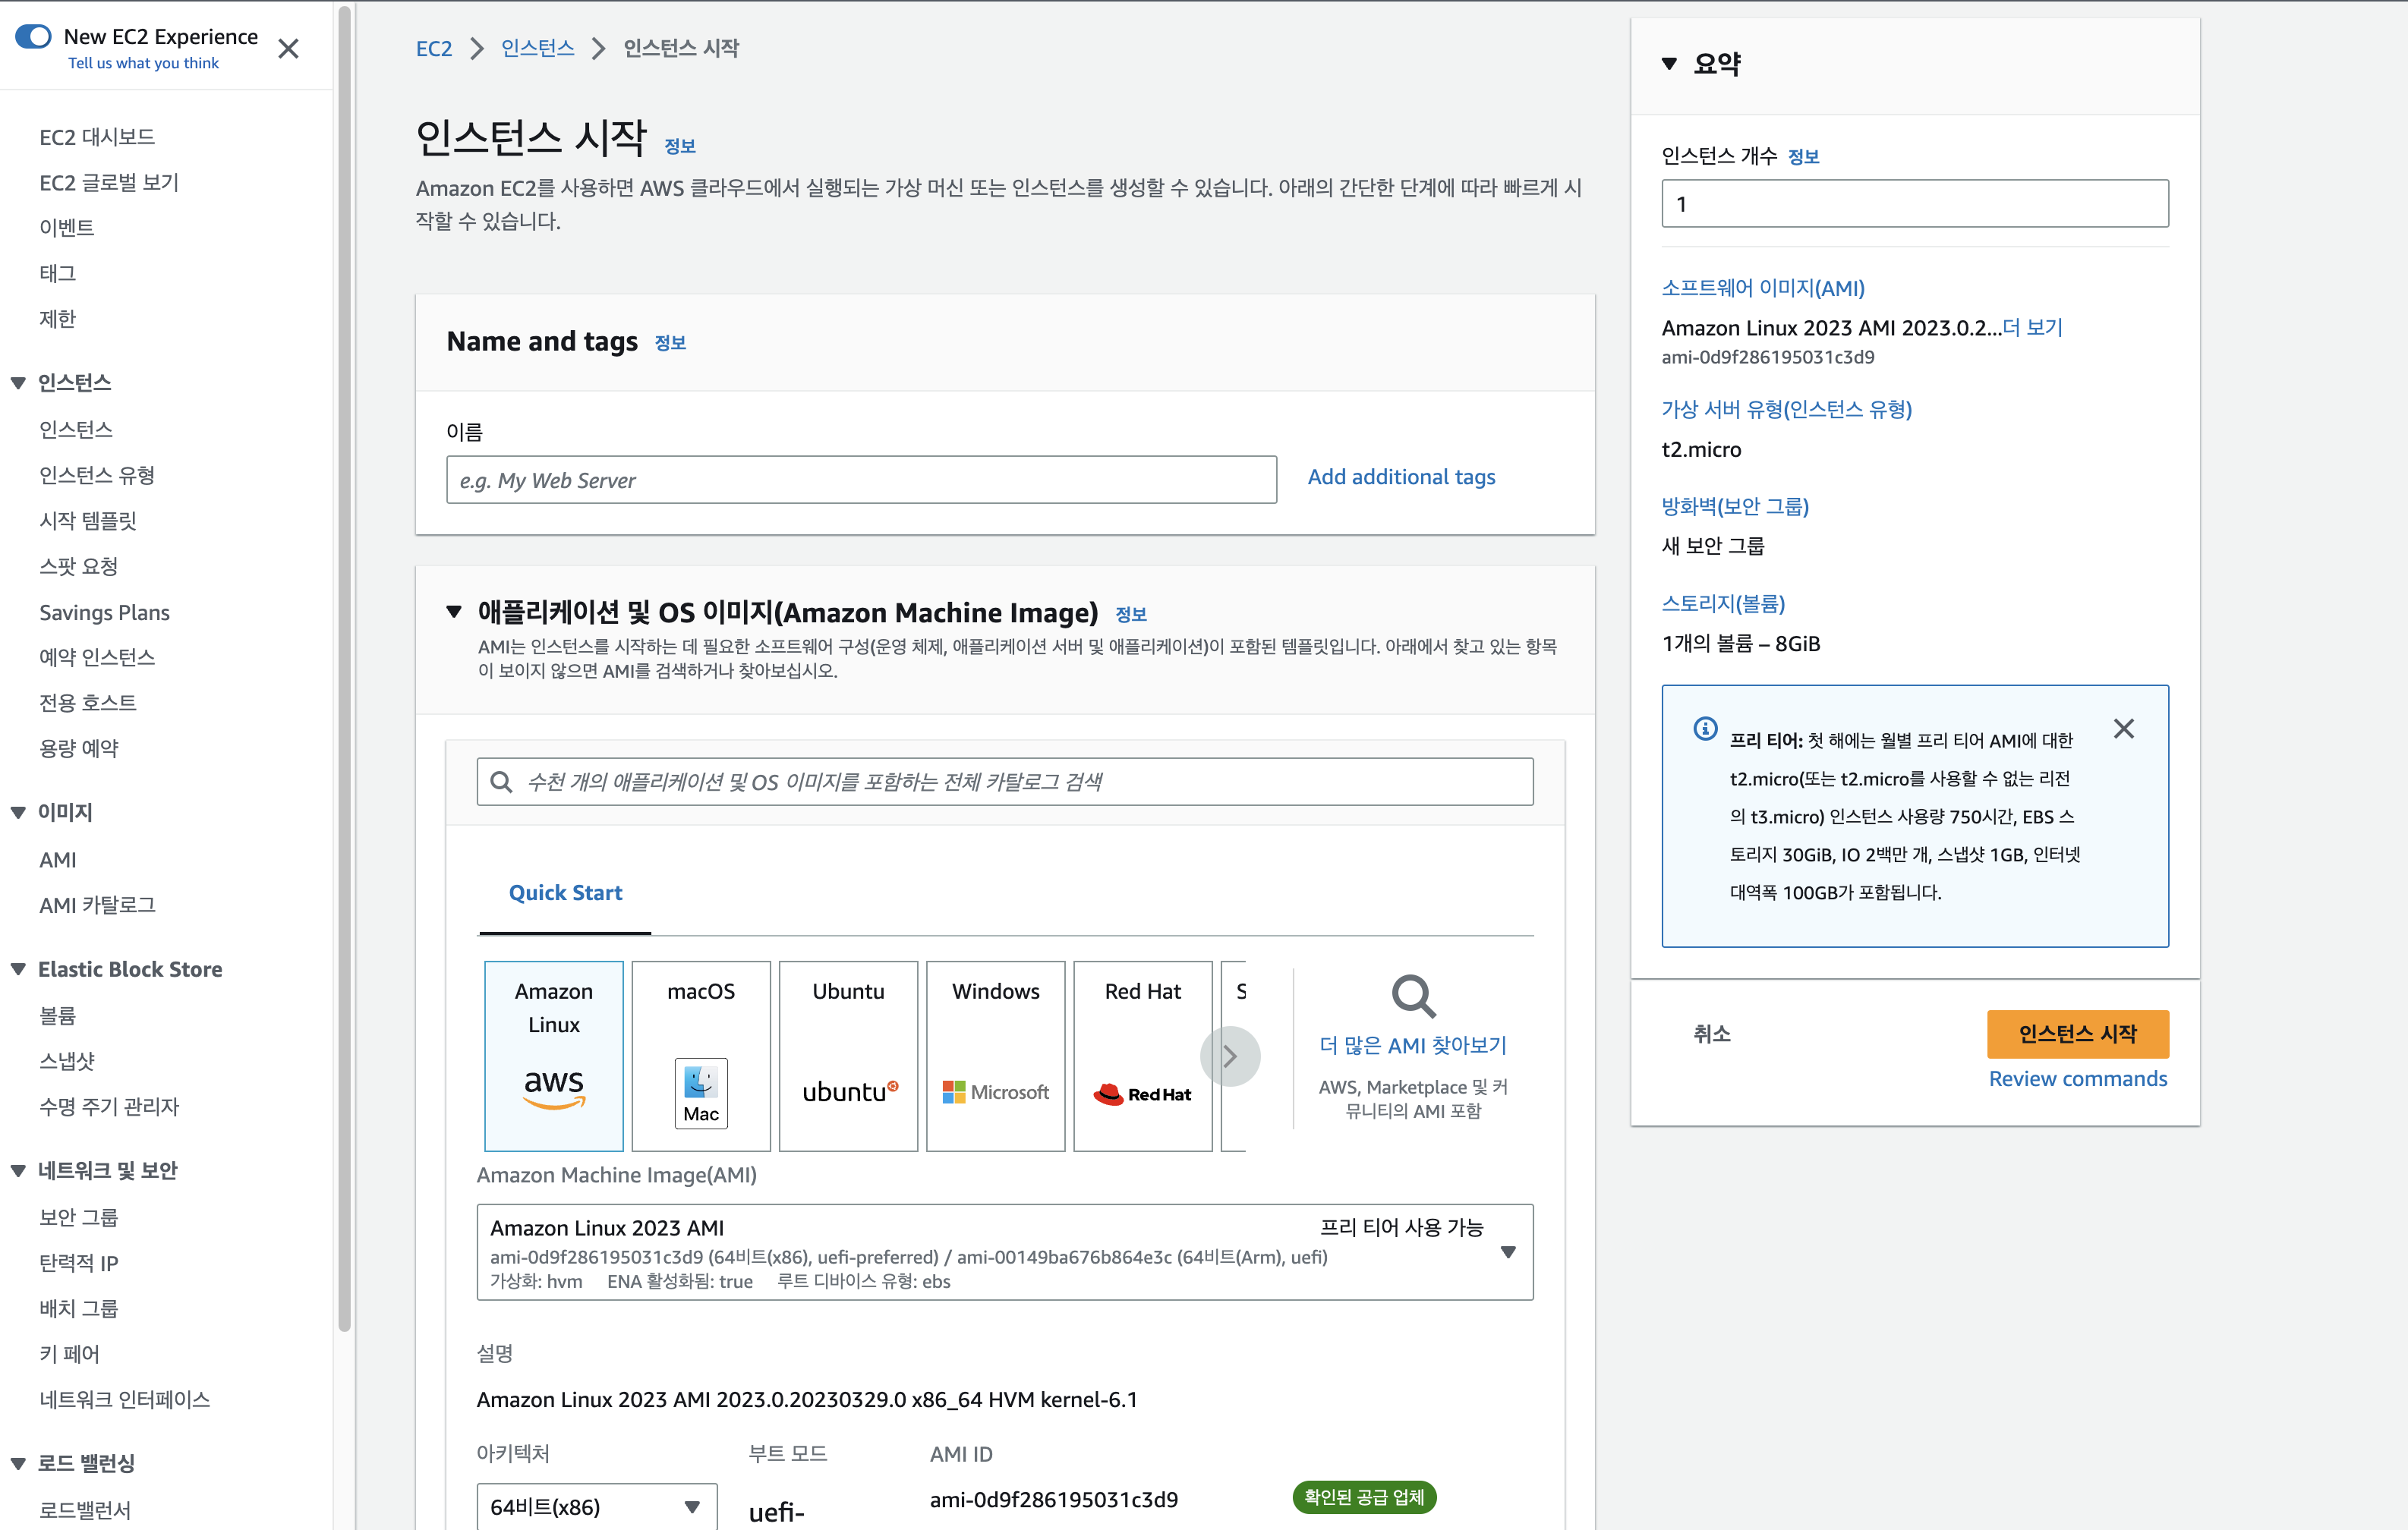 New EC2 Experience
Tell us what you think
EC2 대시보드
EC2 글로벌 보기
이벤트
태그
제한
인스턴스
인스턴스
인스턴스 유형
시작 템플릿
스팟 요청
Savings Plans
예약 인스턴스
전용 호스트
용량 예약
이미지
AMI
AMI 카탈로그
Elastic Block Store
볼륨
스냅샷
수명 주기 관리자
네트워크 및 보안
보안 그룹
탄력적 IP
배치 그룹
키 페어
네트워크 인터페이스
로드 밸런싱
로드밸런서
EC2 인스턴스 인스턴스 시작
인스턴스 시작 정보
Amazon EC2를 사용하면 AWS 클라우드에서 실행되는 가상 머신 또는 인스턴스를 생성할 수 있습니다. 아래의 간단한 단계에 따라 빠르게 시
작할 수 있습니다.
Name and tags 정보
이름
e.g. My Web Server
Add additional tags
애플리케이션 및 OS 이미지(Amazon Machine Image) 정보
AMI는 인스턴스를 시작하는 데 필요한 소프트웨어 구성(운영 체제, 애플리케이션 서버 및 애플리케이션)이 포함된 템플릿입니다. 아래에서 찾고 있는 항목
이 보이지 않으면 AMI를 검색하거나 찾아보십시오.
수천 개의 애플리케이션 및 OS 이미지를 포함하는 전체 카탈로그 검색
Quick Start
Amazon
Linux
aws
macOS
Mac
Ubuntu
ubuntu
Windows
Microsoft
Red Hat
Red Hat
S
더 많은 AMI 찾아보기
AWS, Marketplace 및 커
뮤니티의 AMI 포함
Amazon Machine Image(AMI)
Amazon Linux 2023 AMI 프리 티어 사용 가능
ami-0d9f286195031c3d9 (64비트(x86), uefi-preferred) / ami-00149ba676b864e3c (64비트(Arm), uefi)
가상화: hvm ENA 활성화됨: true 루트 디바이스 유형: ebs
설명
Amazon Linux 2023 AMI 2023.0.20230329.0 x86_64 HVM kernel-6.1
아키텍처 부트 모드 AMI ID
64비트(x86) uefi- ami-0d9f286195031c3d9 확인된 공급 업체
요약
인스턴스 개수 정보
1
소프트웨어 이미지(AMI)
Amazon Linux 2023 AMI 2023.0.2...더 보기
ami-0d9f286195031c3d9
가상 서버 유형(인스턴스 유형)
t2.micro
방화벽(보안 그룹)
새 보안 그룹
스토리지(볼륨)
1개의 볼륨 – 8GiB
프리 티어: 첫 해에는 월별 프리 티어 AMI에 대한
t2.micro(또는 t2.micro를 사용할 수 없는 리전
의 t3.micro) 인스턴스 사용량 750시간, EBS 스
토리지 30GiB, IO 2백만 개, 스냅샷 1GB, 인터넷
대역폭 100GB가 포함됩니다.
취소
인스턴스 시작
Review commands